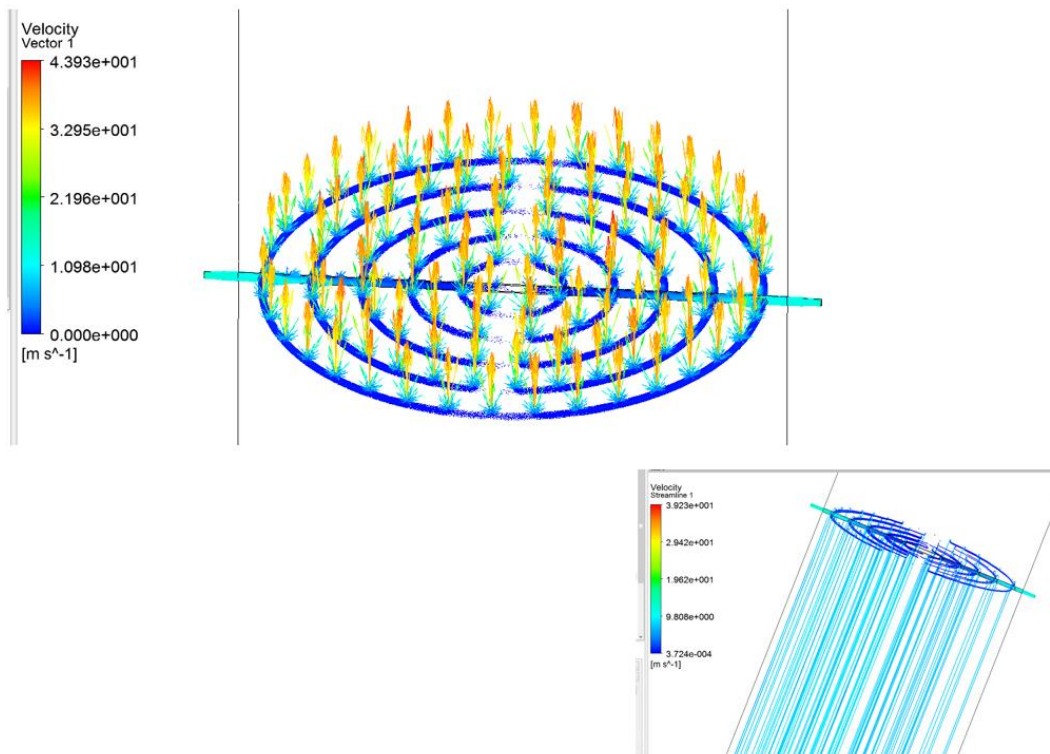 Velocity
Vector 1
4.393e+001
3.295e+001
2.196e+001
1.098e+001
0.000e+000
[m s^-1]
Velocity
Streamline 1
3.923e+001
2.942e+001
1.962e+001
9.808e+000
3.724e-004
[m s^-1]